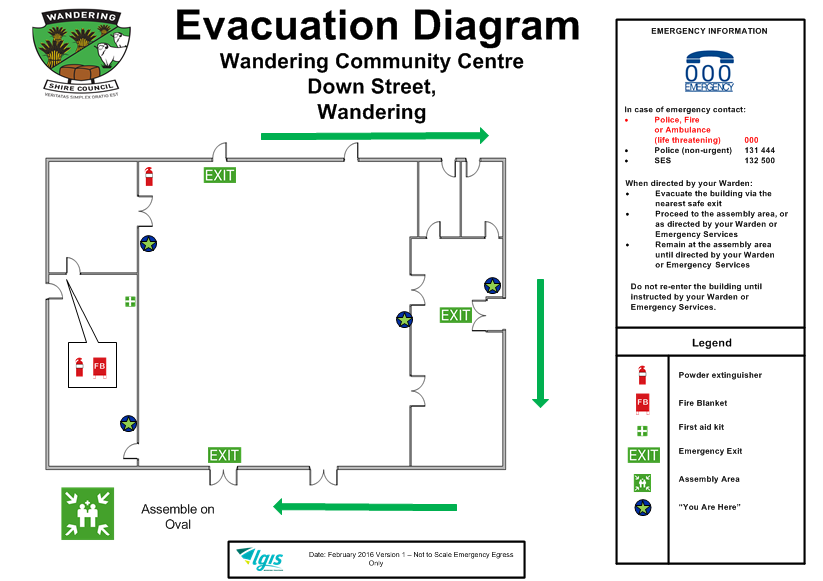 WANDERING
SHIRE COUNCIL
VERITATAS SIMPLEX ORATIO EST
Evacuation Diagram
Wandering Community Centre
Down Street,
Wandering
EXIT
EXIT
FB
EXIT
Assemble on
Oval
lgis
Date: February 2016 Version 1 – Not to Scale Emergency Egress
Only
EMERGENCY INFORMATION
000
EMERGENCY
In case of emergency contact:
• Police, Fire
or Ambulance
(life threatening) 000
• Police (non-urgent) 131 444
• SES 132 500
When directed by your Warden:
• Evacuate the building via the
nearest safe exit
• Proceed to the assembly area, or
as directed by your Warden or
Emergency Services
• Remain at the assembly area
until directed by your Warden
or Emergency Services
Do not re-enter the building until
instructed by your Warden or
Emergency Services.
Legend
Powder extinguisher
FB Fire Blanket
First aid kit
EXIT Emergency Exit
Assembly Area
“You Are Here”